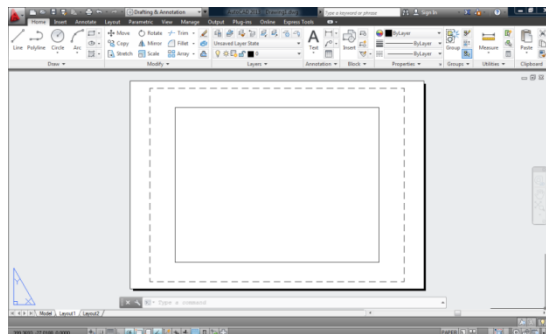 Drafting & Annotation
Type a keyword or phrase
Sign In
Home Insert Annotate Layout Parametric View Manage Output Plug-ins Online Express Tools
Line Polyline Circle Arc
Move Rotate Trim
Copy Mirror Fillet
Stretch Scale Array
Unsaved Layer State
0
Text
Insert
ByLayer
ByLayer
ByLayer
Group
Measure
Paste
Draw Modify Layers Annotation Block Properties Groups Utilities Clipboard
Type a command
Model Layout1 Layout2